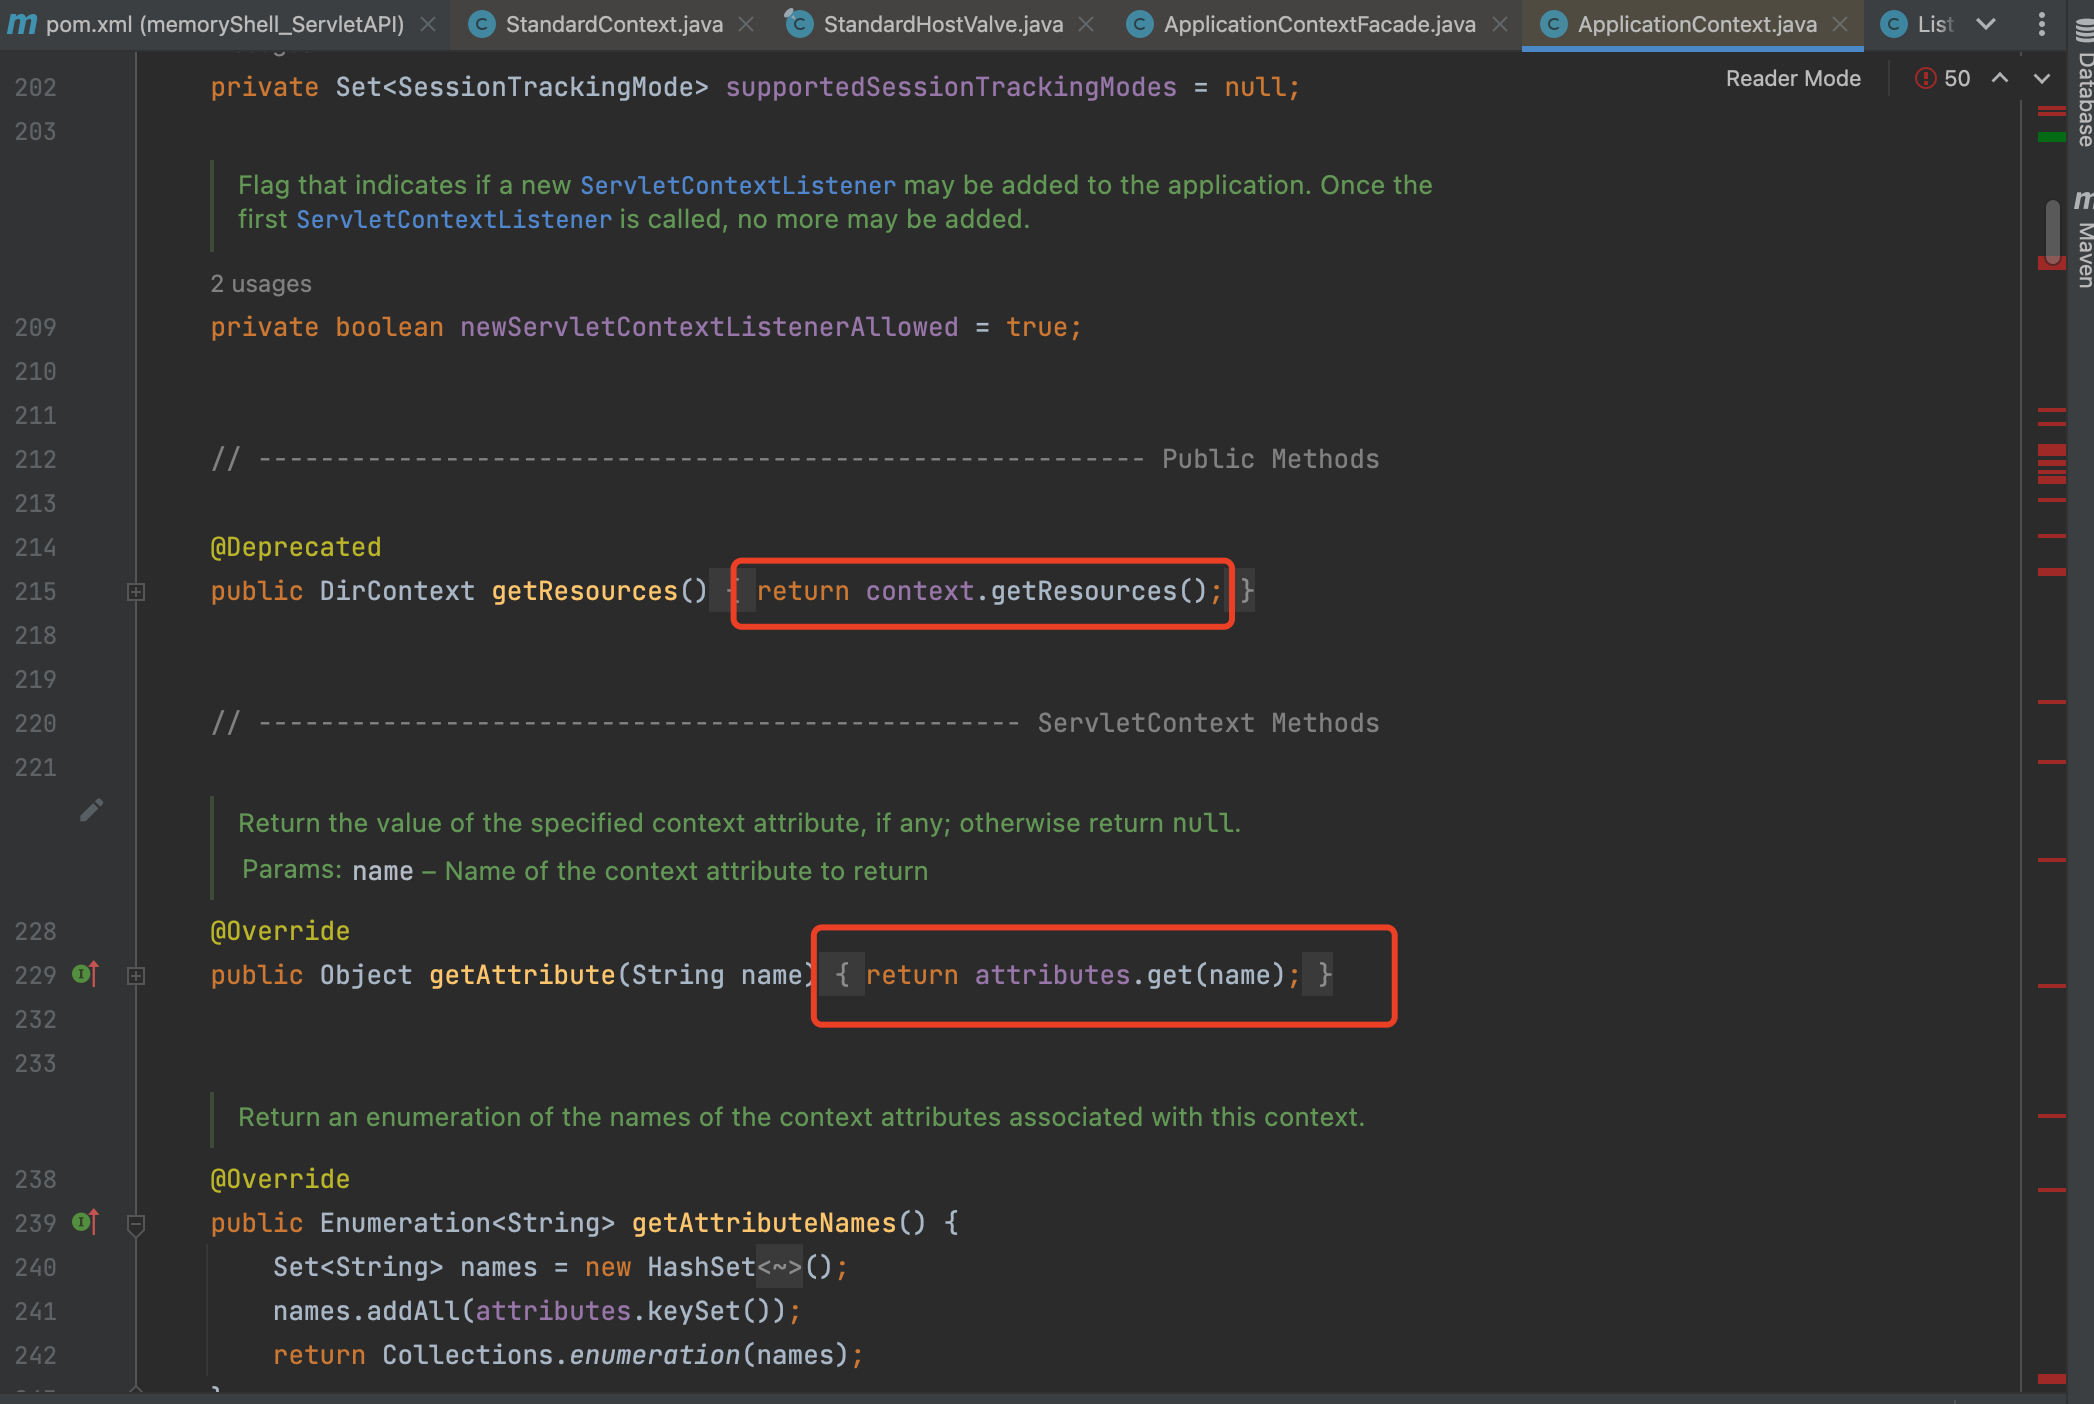 pom.xml (memoryShell_ServletAPI) StandardContext.java StandardHostValve.java ApplicationContextFacade.java ApplicationContext.java List
Reader Mode 50
Database
Maven
202 private Set<SessionTrackingMode> supportedSessionTrackingModes = null;
203
Flag that indicates if a new ServletContextListener may be added to the application. Once the
first ServletContextListener is called, no more may be added.
2 usages
209 private boolean newServletContextListenerAllowed = true;
210
211
212 // --------------------------------------------------------- Public Methods
213
214 @Deprecated
215 public DirContext getResources() { return context.getResources(); }
218
219
220 // ------------------------------------------------- ServletContext Methods
221
Return the value of the specified context attribute, if any; otherwise return null.
Params: name – Name of the context attribute to return
228 @Override
229 public Object getAttribute(String name) { return attributes.get(name); }
232
233
Return an enumeration of the names of the context attributes associated with this context.
238 @Override
239 public Enumeration<String> getAttributeNames() {
240 Set<String> names = new HashSet<~>();
241 names.addAll(attributes.keySet());
242 return Collections.enumeration(names);